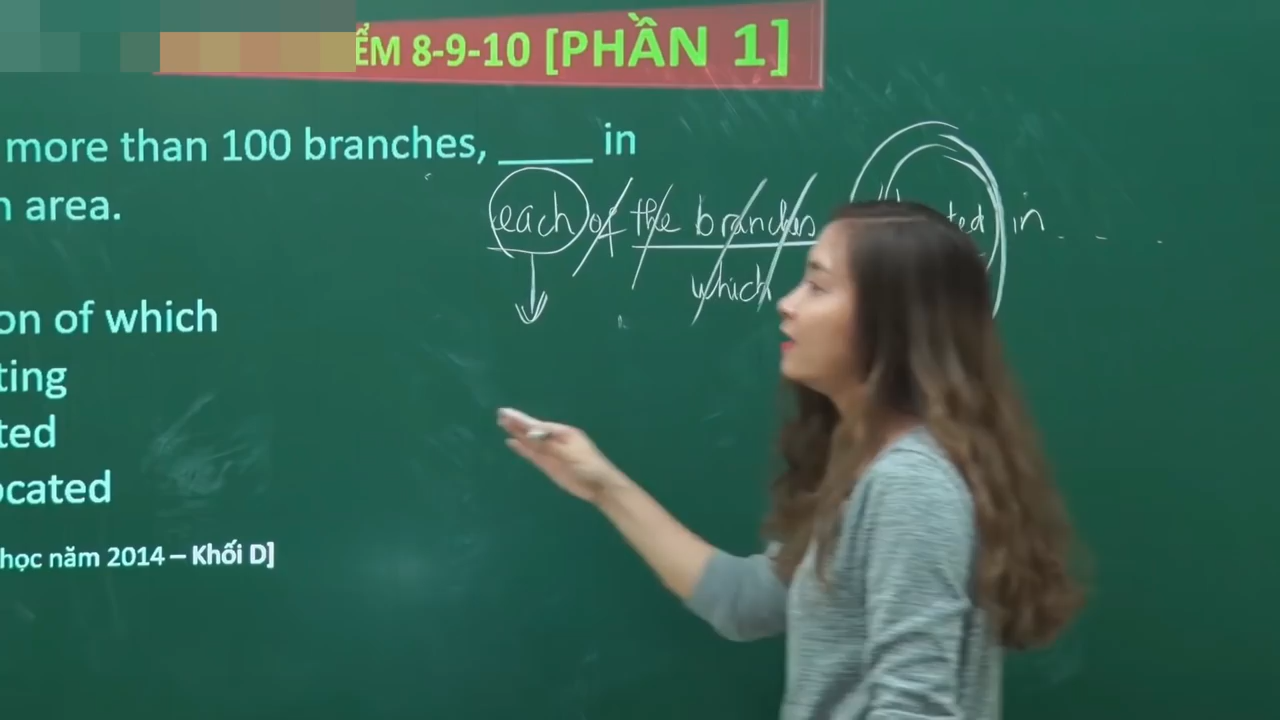 ỂM 8-9-10 [PHẦN 1]
more than 100 branches, _____ in
n area.
each of the branches ted in . . .
which
on of which
ting
ted
ocated
học năm 2014 – Khối D]